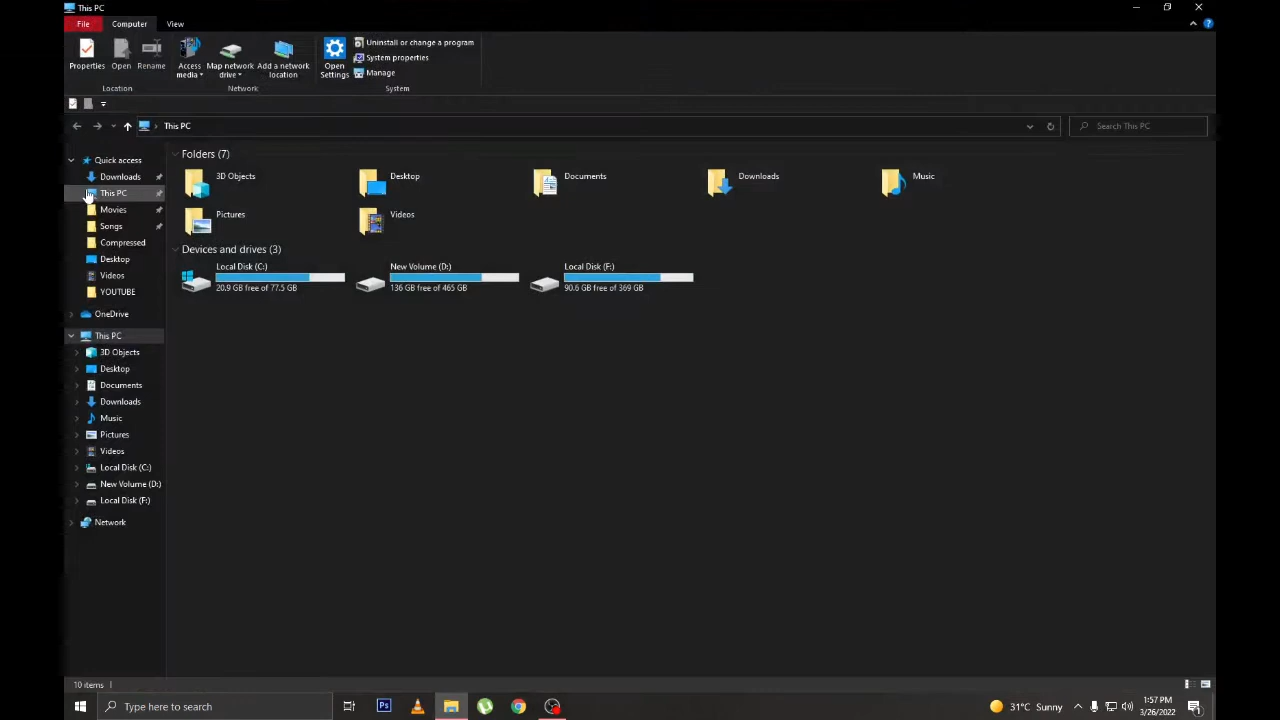 This PC
File Computer View
Properties Open Rename Access media Map network drive Add a network location Open Settings Uninstall or change a program
System properties
Manage
Location Network System
This PC Search This PC
Quick access
Downloads
This PC
Movies
Songs
Compressed
Desktop
Videos
YOUTUBE
OneDrive
This PC
3D Objects
Desktop
Documents
Downloads
Music
Pictures
Videos
Local Disk (C:)
New Volume (D:)
Local Disk (F:)
Network
Folders (7)
3D Objects Desktop Documents Downloads Music
Pictures Videos
Devices and drives (3)
Local Disk (C:) New Volume (D:) Local Disk (F:)
20.9 GB free of 77.5 GB 136 GB free of 465 GB 90.6 GB free of 369 GB
10 items
Type here to search Ps 31°C Sunny 1:57 PM
3/26/2022